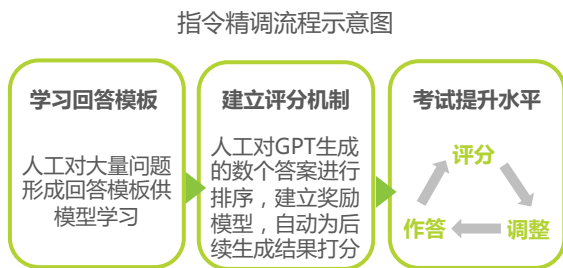 指令精调流程示意图
学习回答模板
人工对大量问题
形成回答模板供
模型学习
建立评分机制
人工对GPT生成
的数个答案进行
排序，建立奖励
模型，自动为后
续生成结果打分
考试提升水平
评分
作答
调整